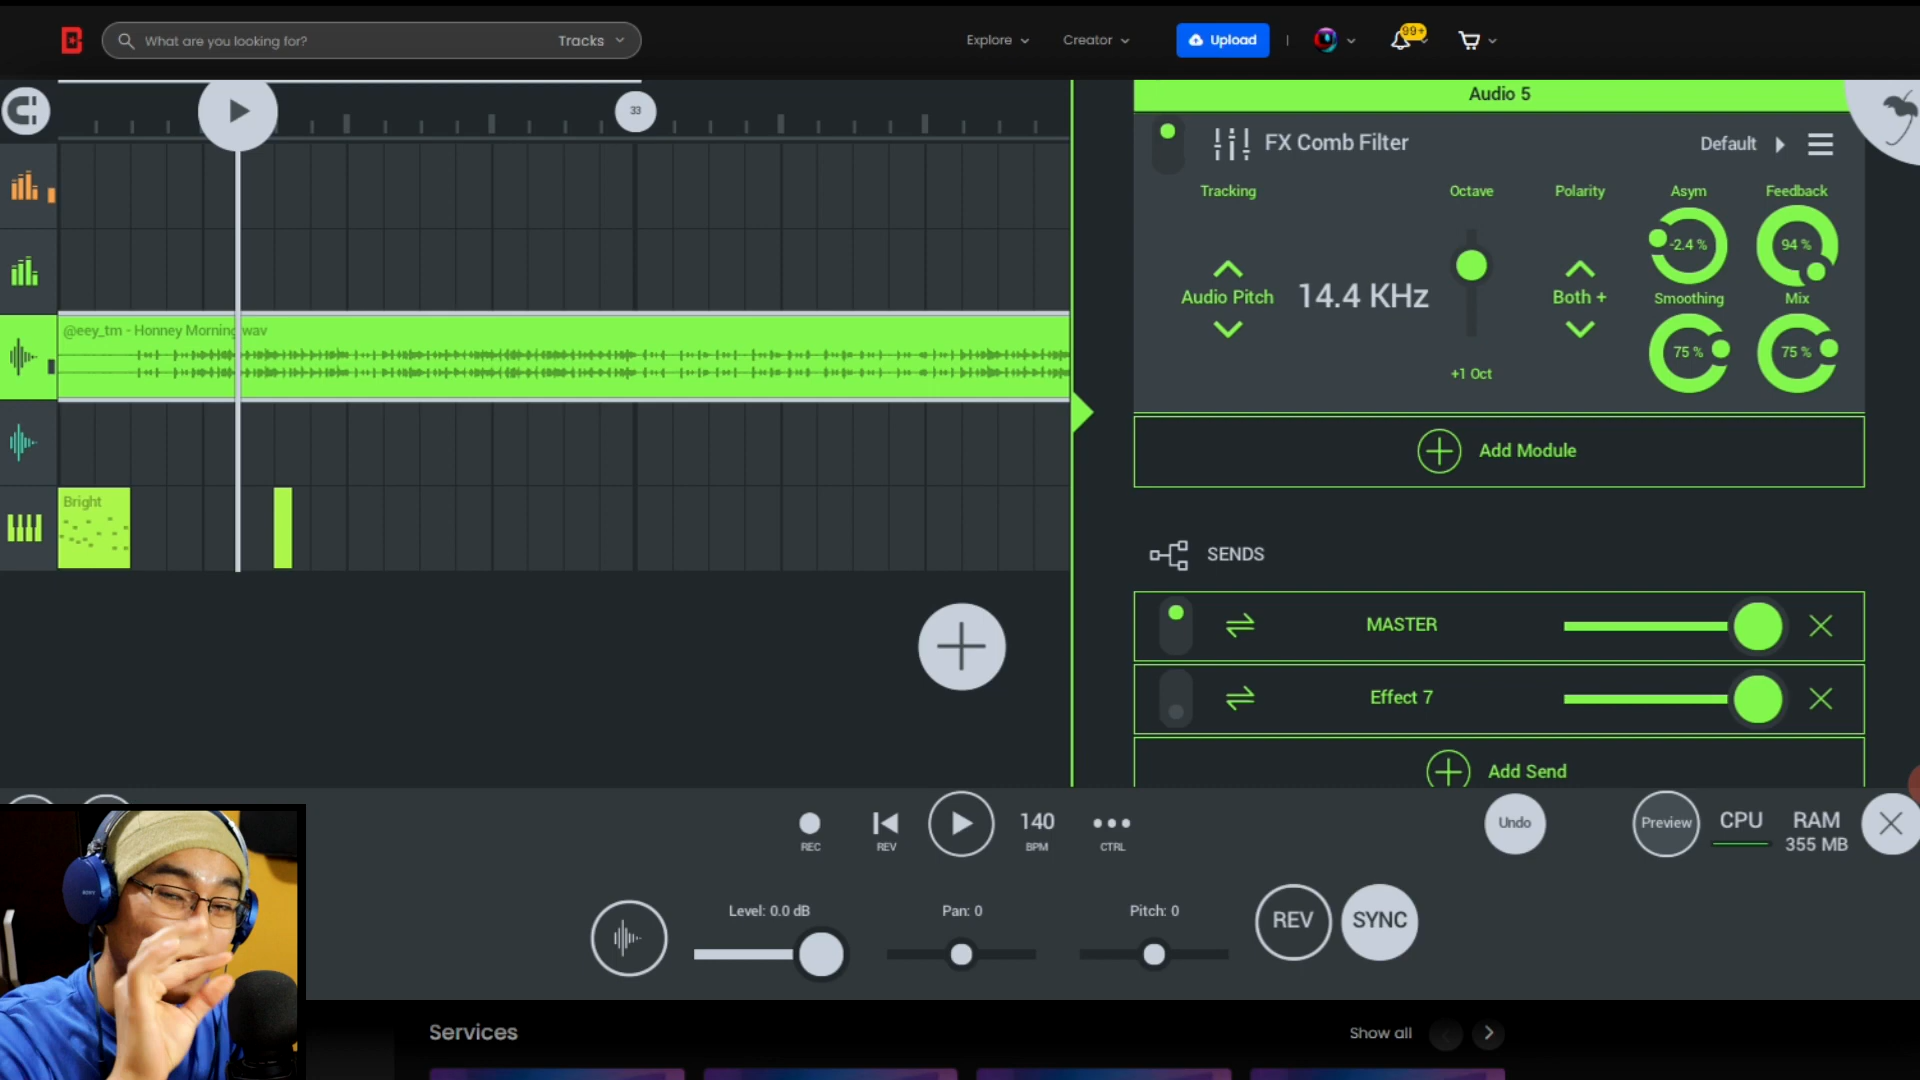 What are you looking for?
Tracks
Explore
Creator
Upload
99+
33
Audio 5
FX Comb Filter
Default
Tracking
Octave
Polarity
Asym
Feedback
-2.4 %
94 %
Audio Pitch
14.4 KHz
Both +
Smoothing
Mix
75 %
75 %
+1 Oct
@eey_tm - Honney Morning.wav
Add Module
Bright
SENDS
MASTER
Effect 7
Add Send
REC
REV
140
BPM
CTRL
Undo
Preview
CPU
RAM
355 MB
Level: 0.0 dB
Pan: 0
Pitch: 0
REV
SYNC
SONY
Services
Show all